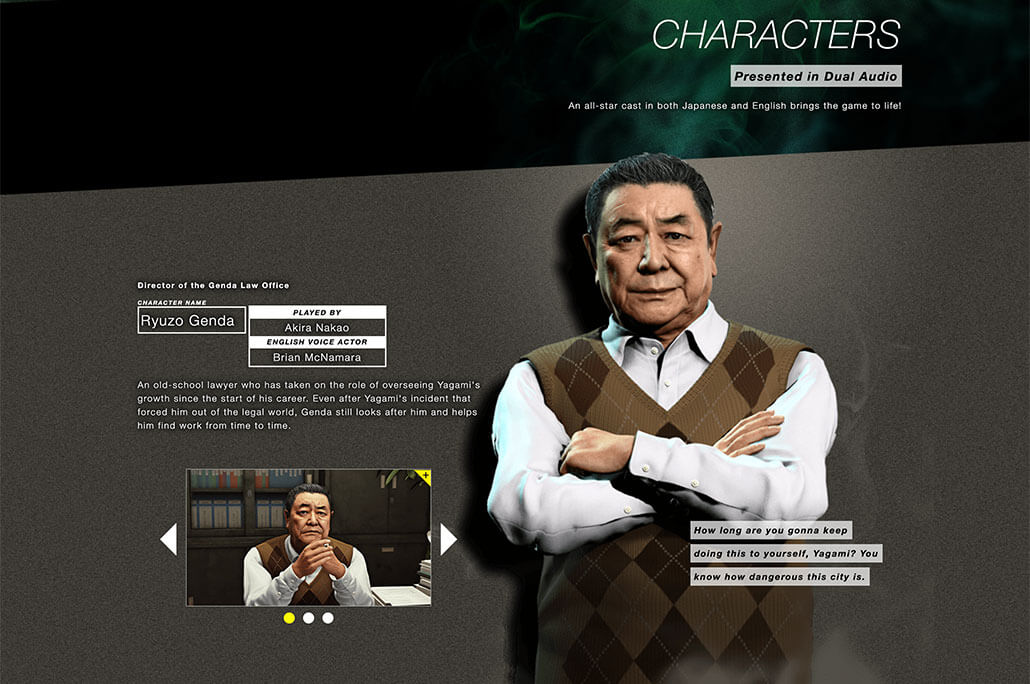 CHARACTERS
Presented in Dual Audio
An all-star cast in both Japanese and English brings the game to life!
Director of the Genda Law Office
CHARACTER NAME
Ryuzo Genda
PLAYED BY
Akira Nakao
ENGLISH VOICE ACTOR
Brian McNamara
An old-school lawyer who has taken on the role of overseeing Yagami's
growth since the start of his career. Even after Yagami's incident that
forced him out of the legal world, Genda still looks after him and helps
him find work from time to time.
+
How long are you gonna keep
doing this to yourself, Yagami? You
know how dangerous this city is.